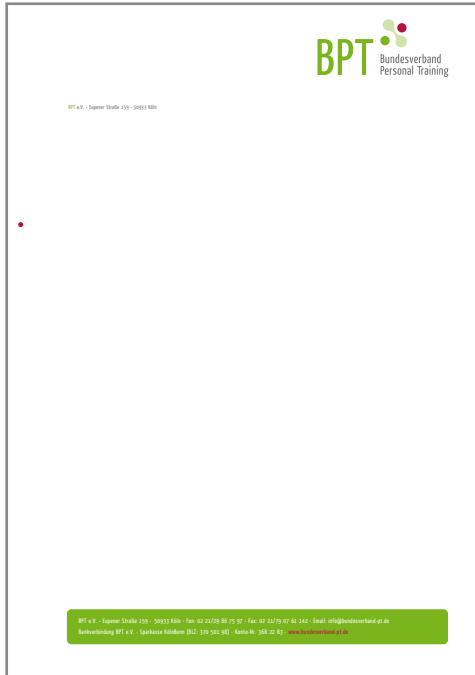 BPT
Bundesverband
Personal Training
BPT e.V. - Eupener Straße 159 - 50933 Köln
BPT e.V. - Eupener Straße 159 - 50933 Köln - Fon: 02 21/29 86 75 97 - Fax: 02 21/79 07 61 142 - Email: info@bundesverband-pt.de
Bankverbindung BPT e.V. - Sparkasse KölnBonn (BLZ: 370 501 98) - Konto-Nr. 368 22 83 - www.bundesverband-pt.de